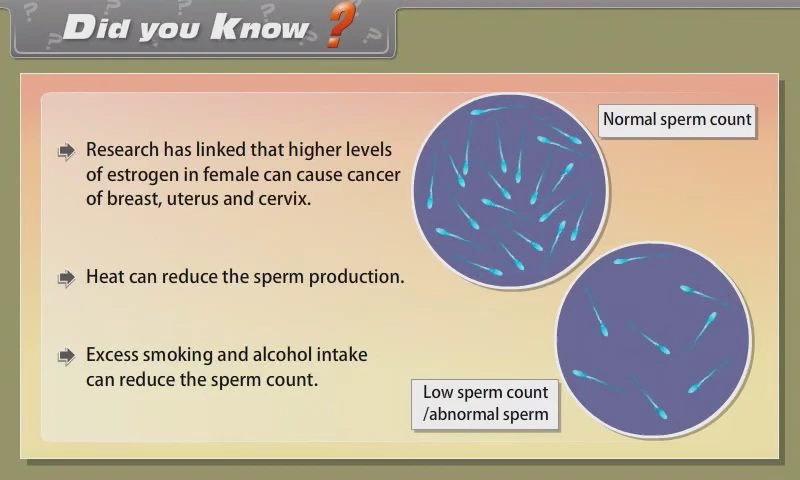 Did you Know ?
Research has linked that higher levels
of estrogen in female can cause cancer
of breast, uterus and cervix.
Heat can reduce the sperm production.
Excess smoking and alcohol intake
can reduce the sperm count.
Normal sperm count
Low sperm count
/abnormal sperm